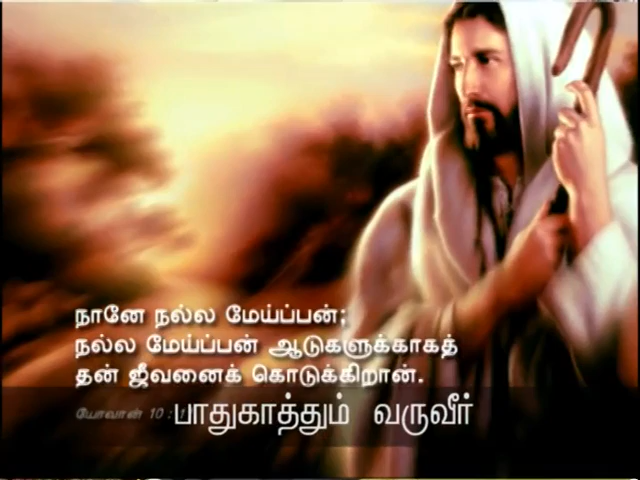 நானே நல்ல மேய்ப்பன்;
நல்ல மேய்ப்பன் ஆடுகளுக்காகத்
தன் ஜீவனைக் கொடுக்கிறான்.
யோவான் 10 :
பாதுகாத்தும் வருவீர்